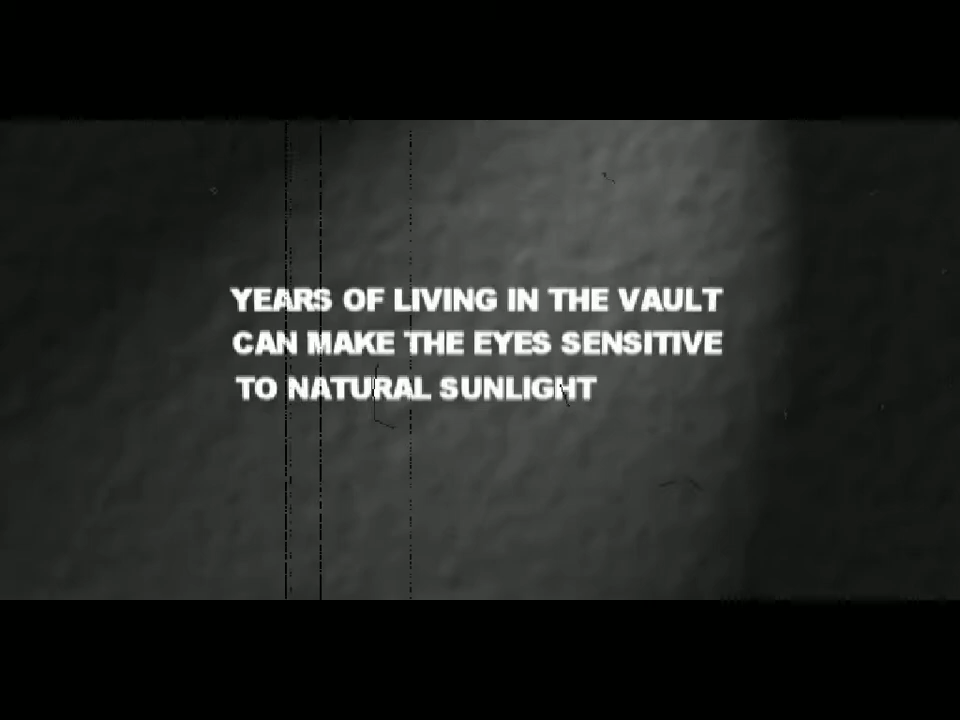 YEARS OF LIVING IN THE VAULT
CAN MAKE THE EYES SENSITIVE
TO NATURAL SUNLIGHT